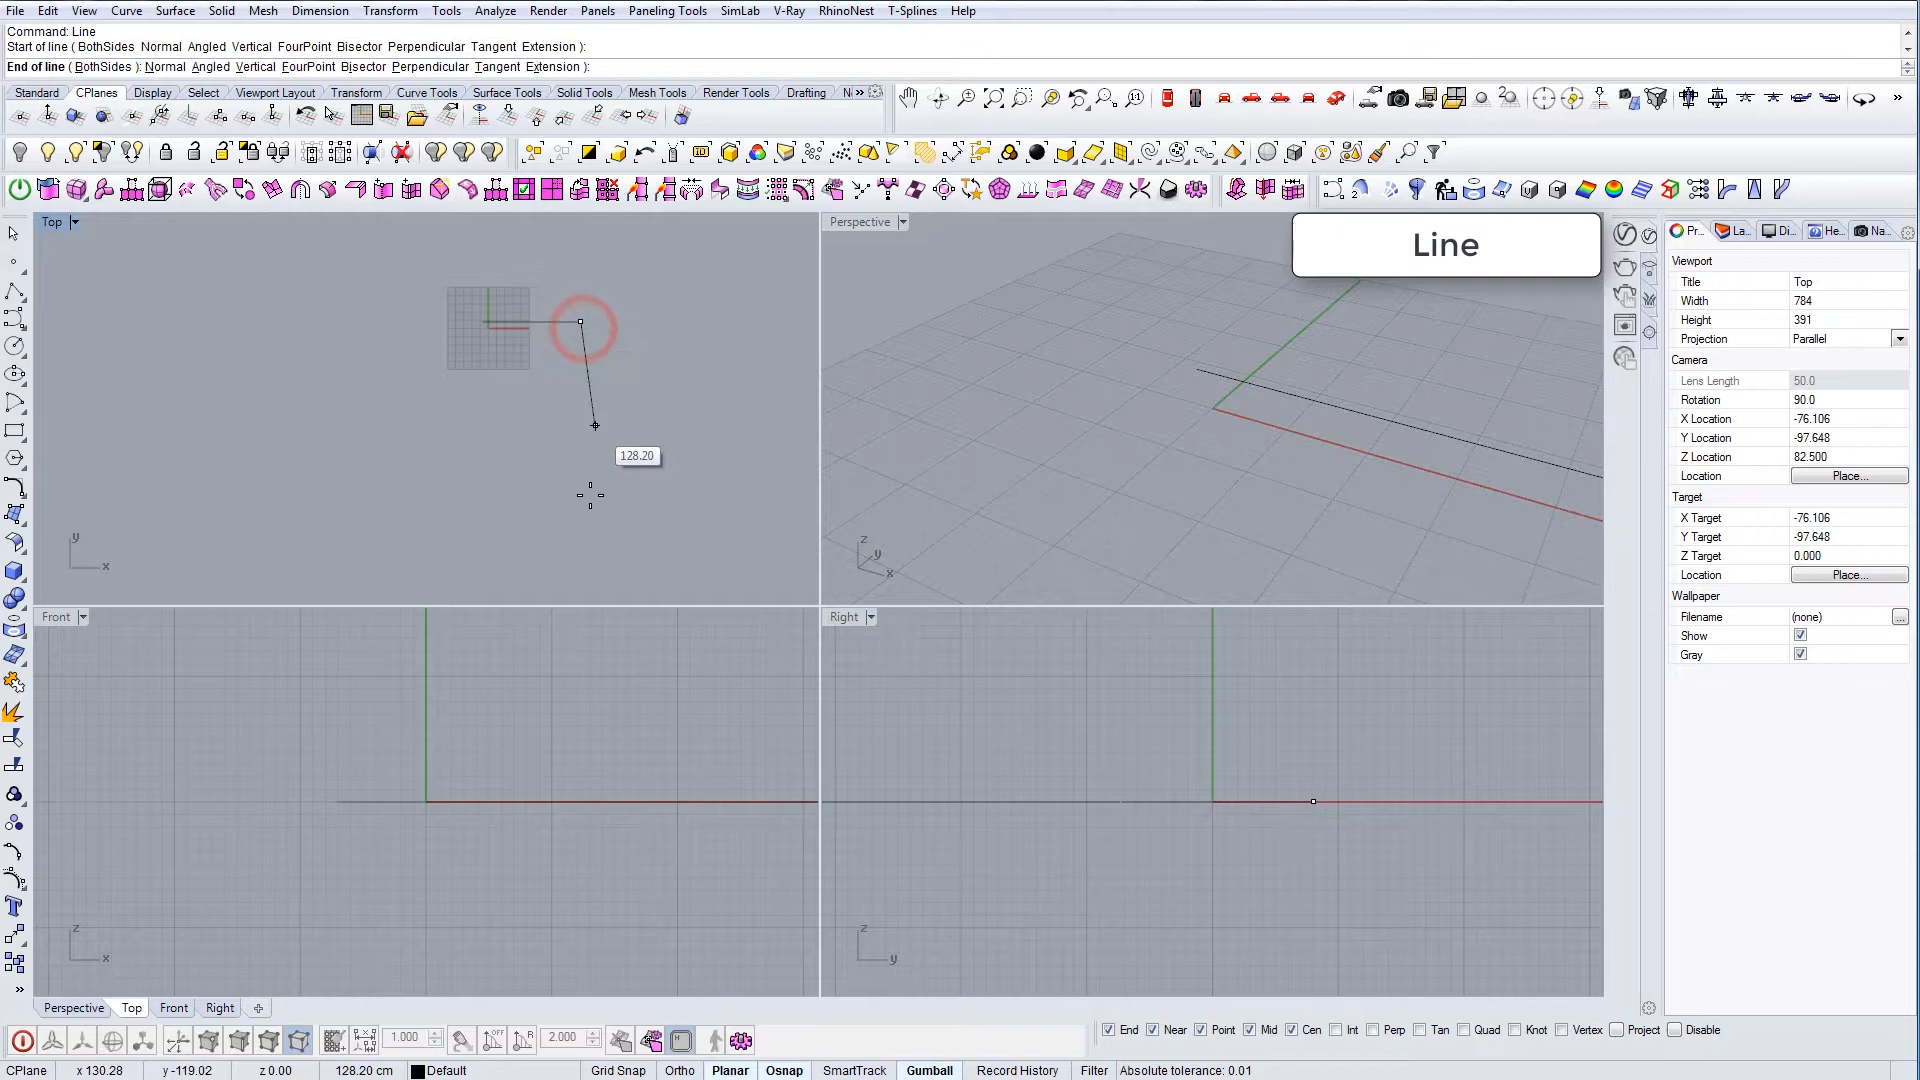 File Edit View Curve Surface Solid Mesh Dimension Transform Tools Analyze Render Panels Paneling Tools SimLab V-Ray RhinoNest T-Splines Help
Command: Line
Start of line ( BothSides Normal Angled Vertical FourPoint Bisector Perpendicular Tangent Extension ):
End of line ( BothSides ): Normal Angled Vertical FourPoint Bisector Perpendicular Tangent Extension ):
Standard CPlanes Display Select Viewport Layout Transform Curve Tools Surface Tools Solid Tools Mesh Tools Render Tools Drafting N »
Top
Perspective
Line
128.20
y
x
z
y
x
Front
Right
z
x
z
y
Pr... La... Di... He... Na...
Viewport
Title Top
Width 784
Height 391
Projection Parallel
Camera
Lens Length 50.0
Rotation 90.0
X Location -76.106
Y Location -97.648
Z Location 82.500
Location Place...
Target
X Target -76.106
Y Target -97.648
Z Target 0.000
Location Place...
Wallpaper
Filename (none) ...
Show
Gray
Perspective Top Front Right
1.000 2.000
End Near Point Mid Cen Int Perp Tan Quad Knot Vertex Project Disable
CPlane x 130.28 y -119.02 z 0.00 128.20 cm Default Grid Snap Ortho Planar Osnap SmartTrack Gumball Record History Filter Absolute tolerance: 0.01